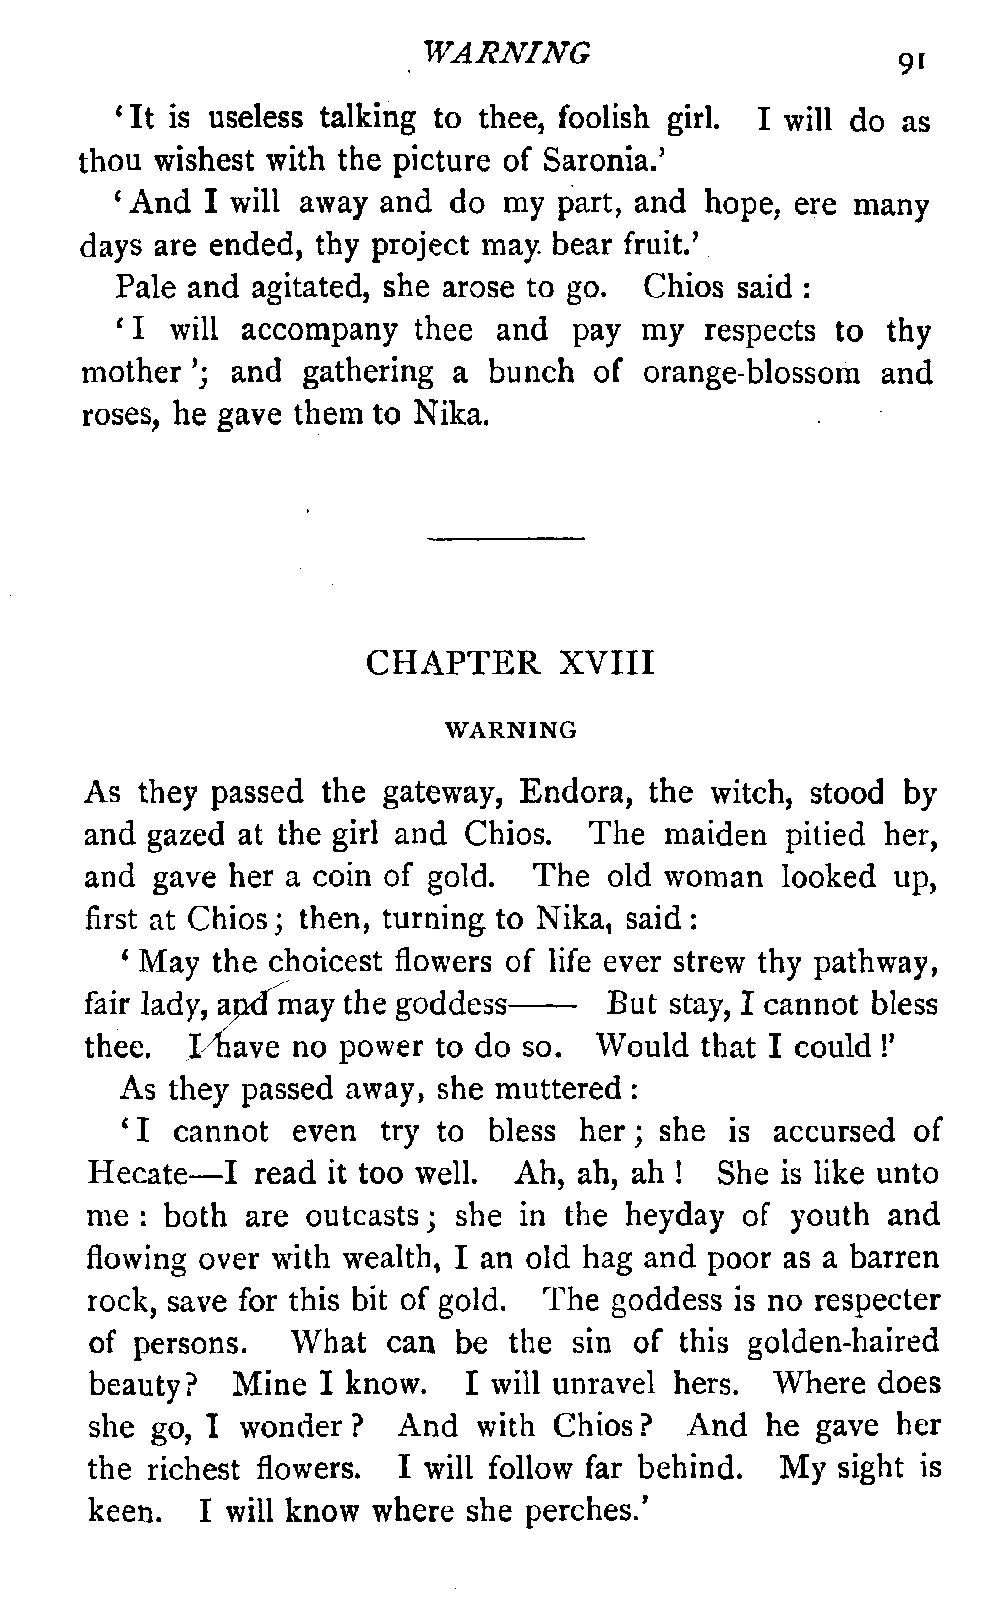 WARNING 91
‘It is useless talking to thee, foolish girl. I will do as
thou wishest with the picture of Saronia.’
‘And I will away and do my part, and hope, ere many
days are ended, thy project may bear fruit.’
Pale and agitated, she arose to go. Chios said :
‘I will accompany thee and pay my respects to thy
mother ’; and gathering a bunch of orange-blossom and
roses, he gave them to Nika.
CHAPTER XVIII
WARNING
As they passed the gateway, Endora, the witch, stood by
and gazed at the girl and Chios. The maiden pitied her,
and gave her a coin of gold. The old woman looked up,
first at Chios; then, turning to Nika, said :
‘May the choicest flowers of life ever strew thy pathway,
fair lady, and may the goddess—— But stay, I cannot bless
thee. I have no power to do so. Would that I could !’
As they passed away, she muttered :
‘I cannot even try to bless her ; she is accursed of
Hecate—I read it too well. Ah, ah, ah ! She is like unto
me : both are outcasts ; she in the heyday of youth and
flowing over with wealth, I an old hag and poor as a barren
rock, save for this bit of gold. The goddess is no respecter
of persons. What can be the sin of this golden-haired
beauty? Mine I know. I will unravel hers. Where does
she go, I wonder ? And with Chios? And he gave her
the richest flowers. I will follow far behind. My sight is
keen. I will know where she perches.’